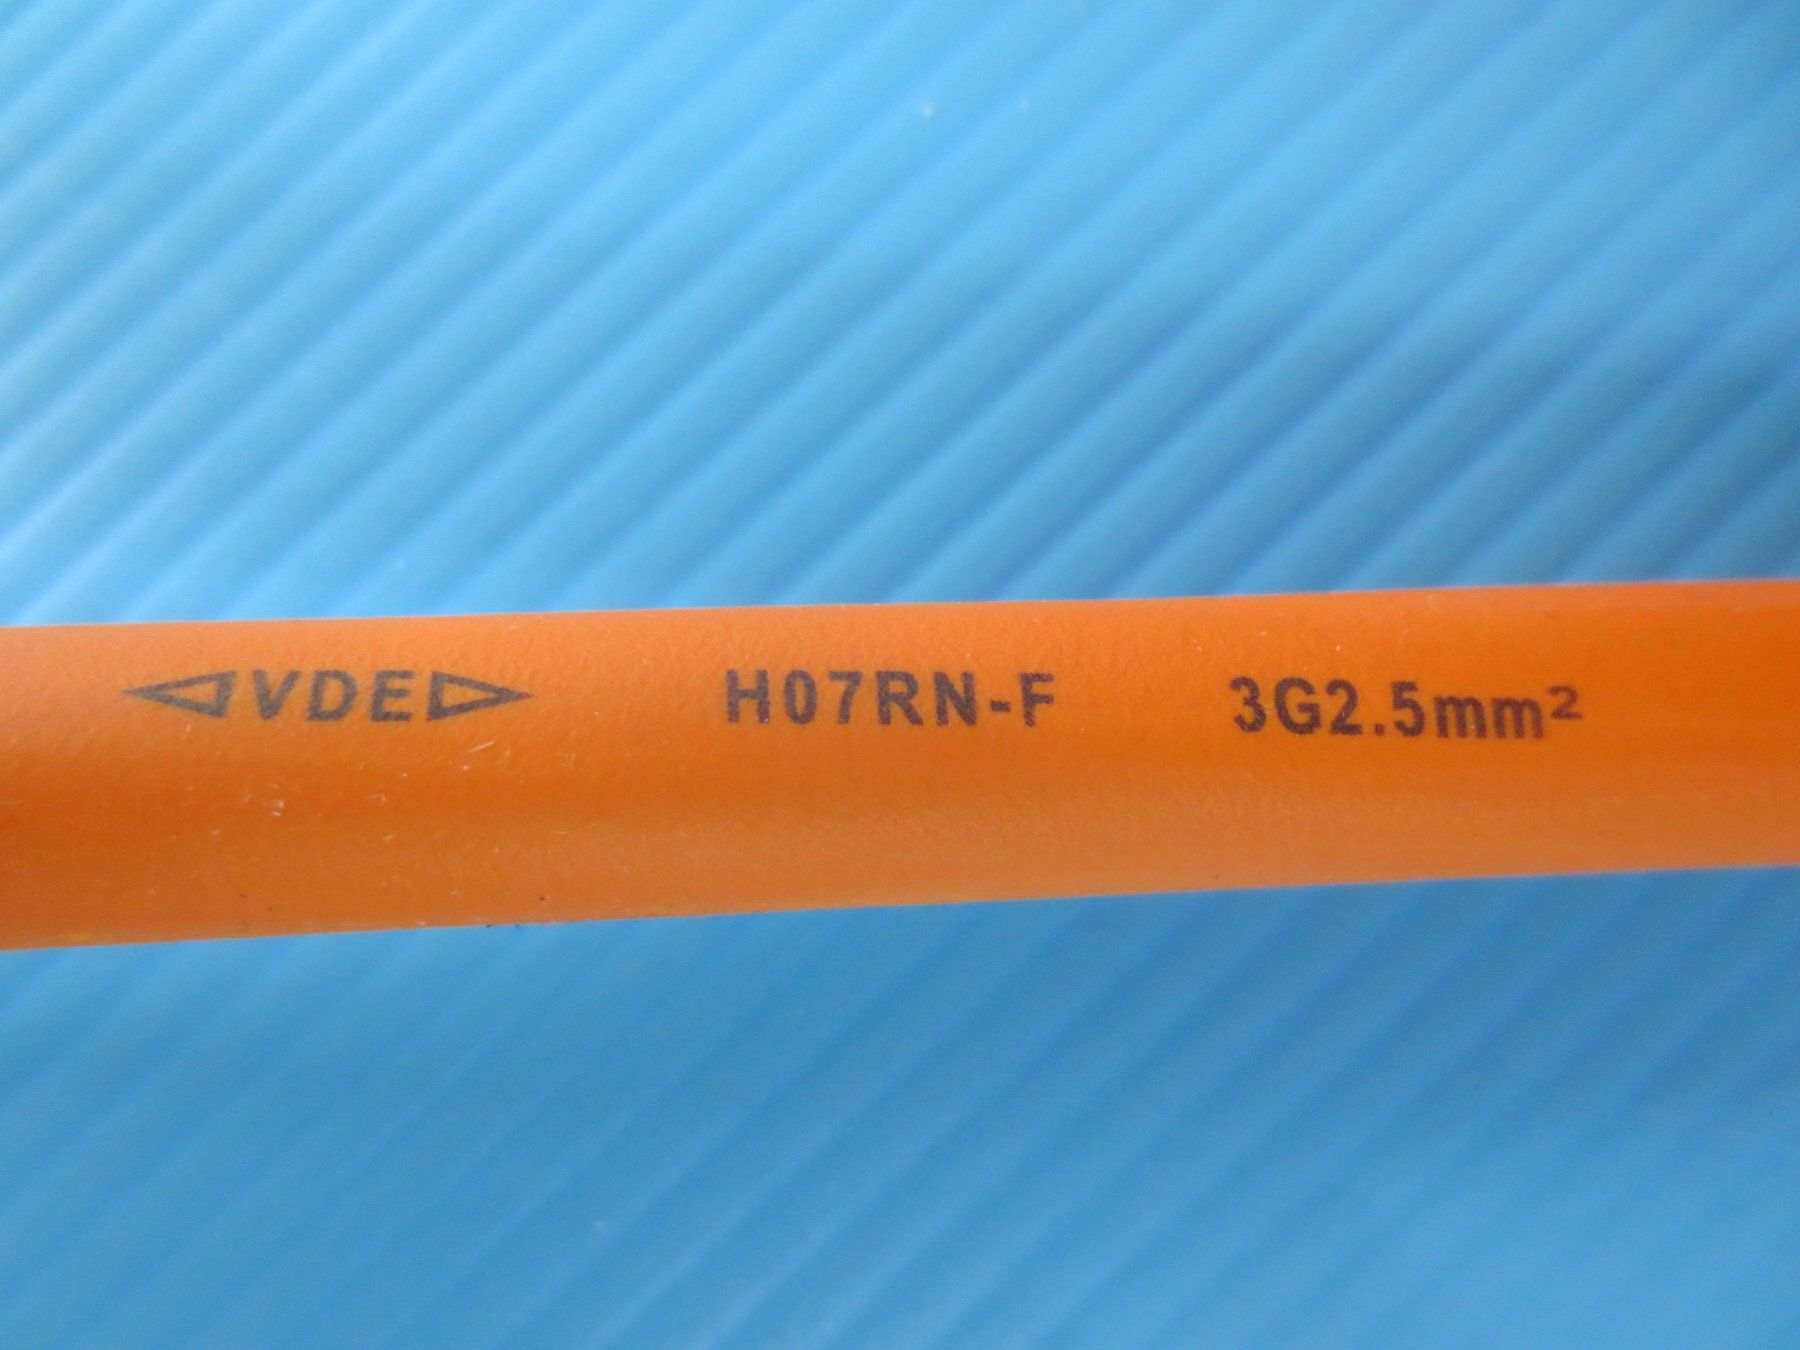 ◁VDE▷ H07RN-F 3G2.5mm²